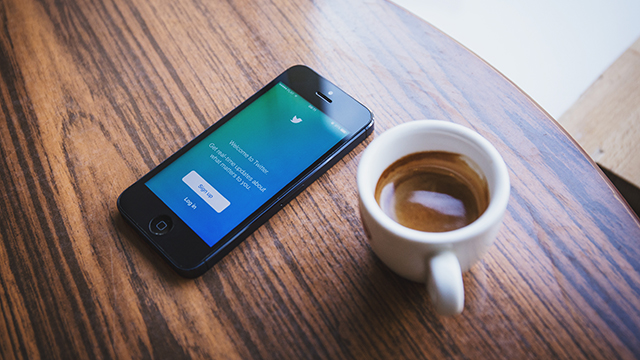 Welcome to Twitter.
Get real-time updates about
what matters to you.
Sign up
Log in